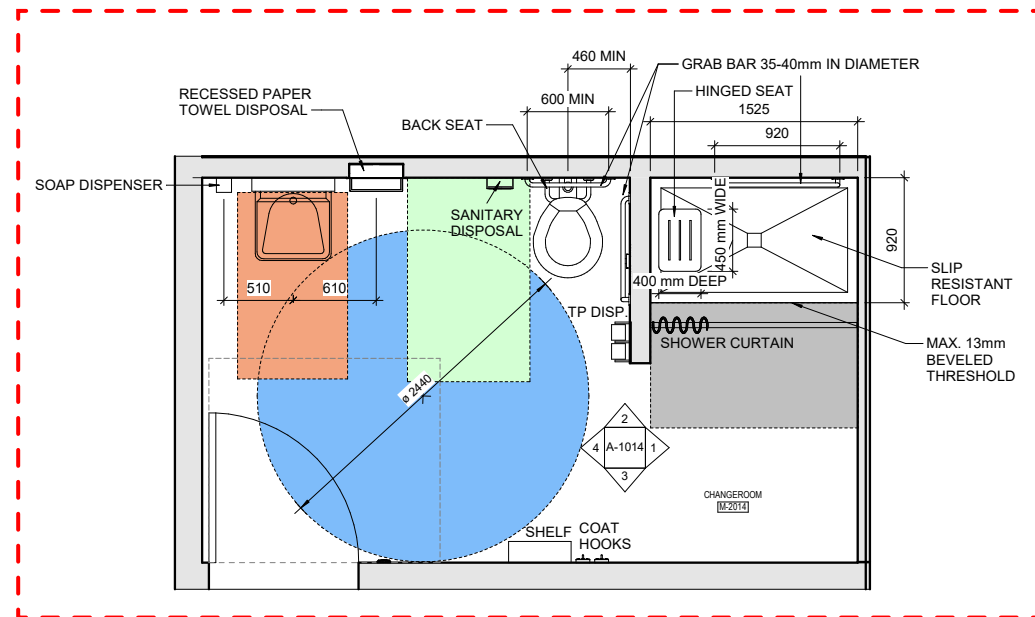 460 MIN
GRAB BAR 35-40mm IN DIAMETER
RECESSED PAPER
TOWEL DISPOSAL
600 MIN
HINGED SEAT
1525
BACK SEAT
920
SOAP DISPENSER
SANITARY
DISPOSAL
450 mm WIDE
920
SLIP
RESISTANT
FLOOR
510
610
400 mm DEEP
TP DISP.
SHOWER CURTAIN
MAX. 13mm
BEVELED
THRESHOLD
ø 2440
2
4
A-1014
1
3
CHANGEROOM
M-2014
SHELF
COAT
HOOKS